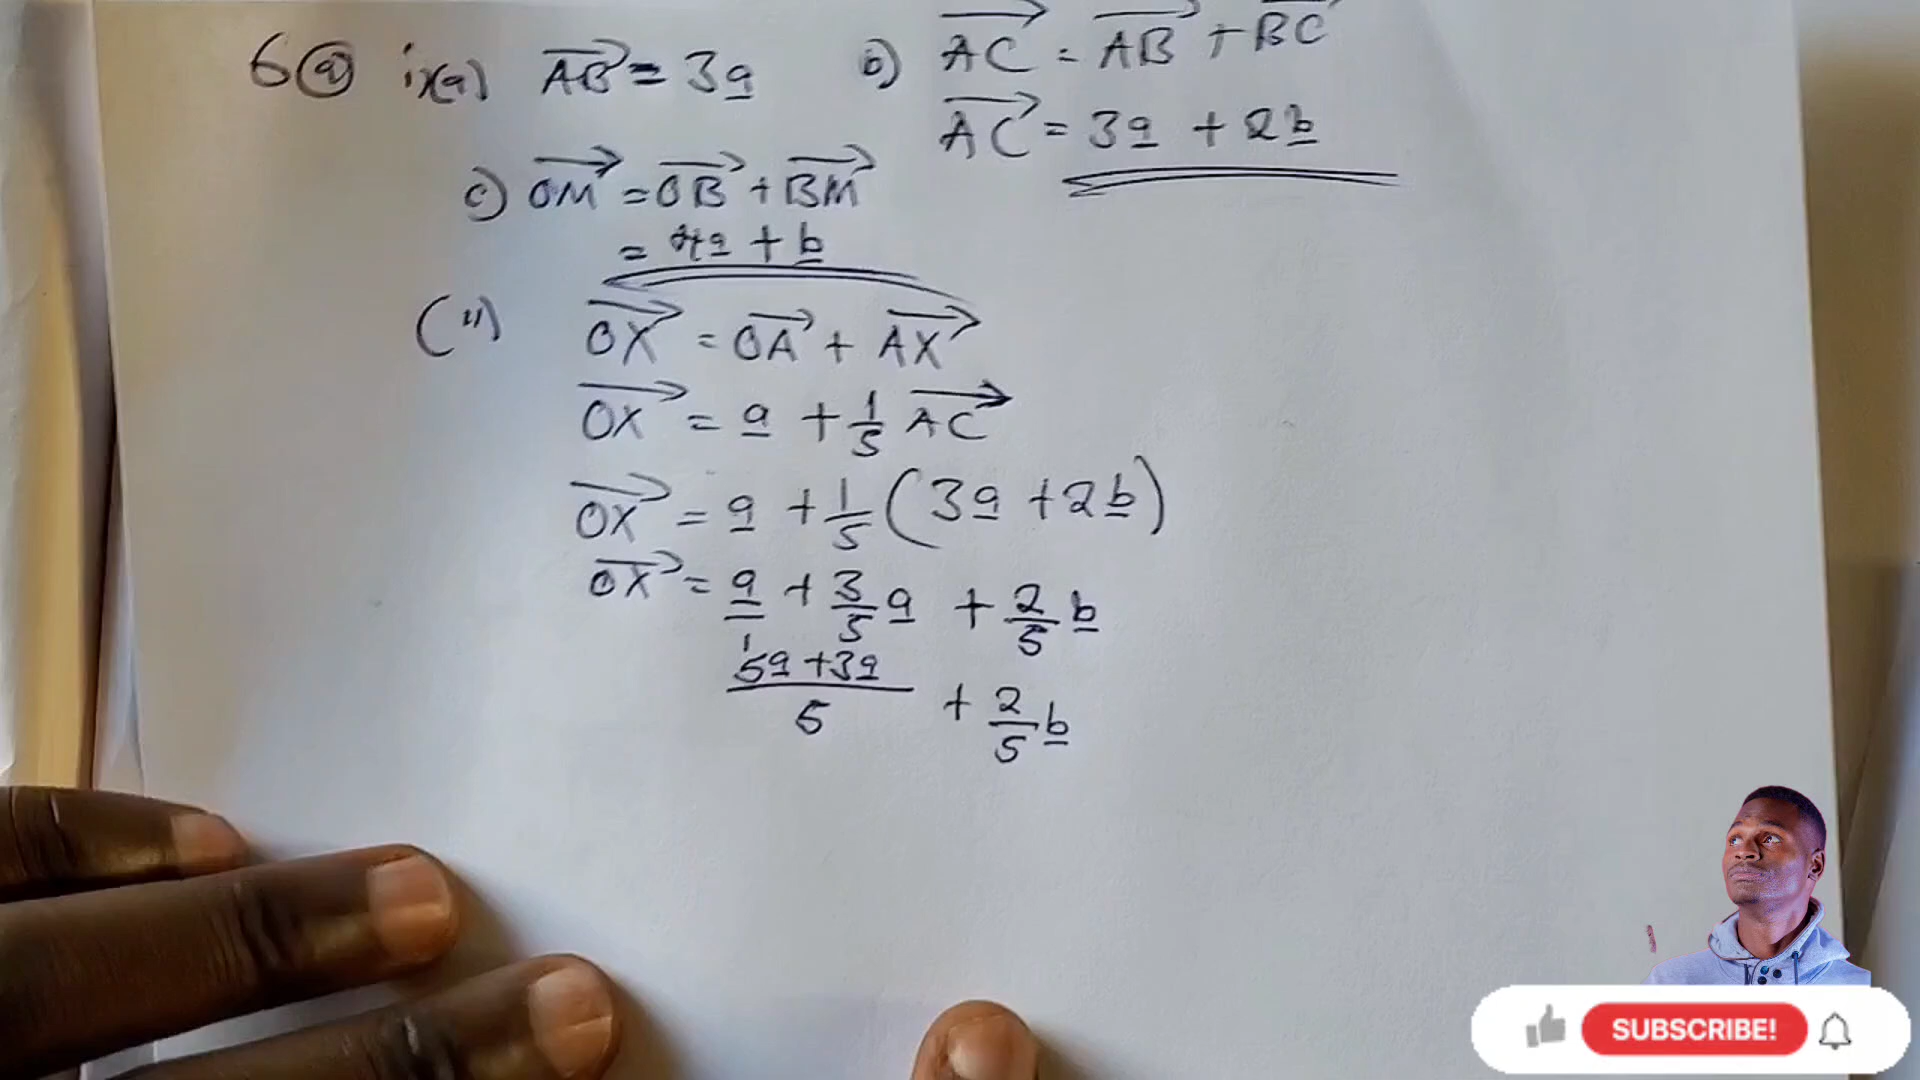 6(a) i)(a) AB = 3a
b) AC = AB + BC
AC = 3a + 2b
c) OM = OB + BM
= 4a + b
(ii) OX = OA + AX
OX = a + 1/5 AC
OX = a + 1/5 (3a + 2b)
OX = a/1 + 3/5 a + 2/5 b
5a + 3a / 5 + 2/5 b
SUBSCRIBE!